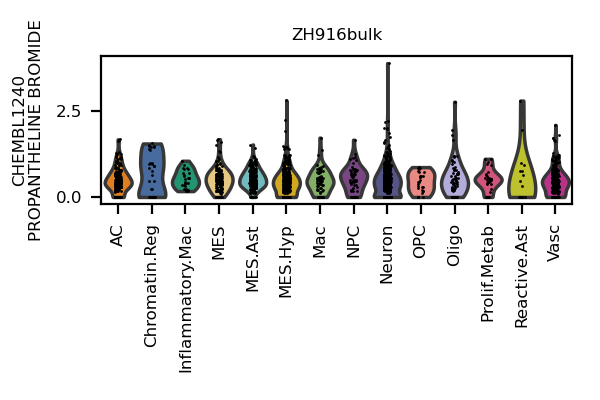 ZH916bulk
CHEMBL1240
PROPANTHELINE BROMIDE
2.5
0.0
AC
Chromatin.Reg
Inflammatory.Mac
MES
MES.Ast
MES.Hyp
Mac
NPC
Neuron
OPC
Oligo
Prolif.Metab
Reactive.Ast
Vasc